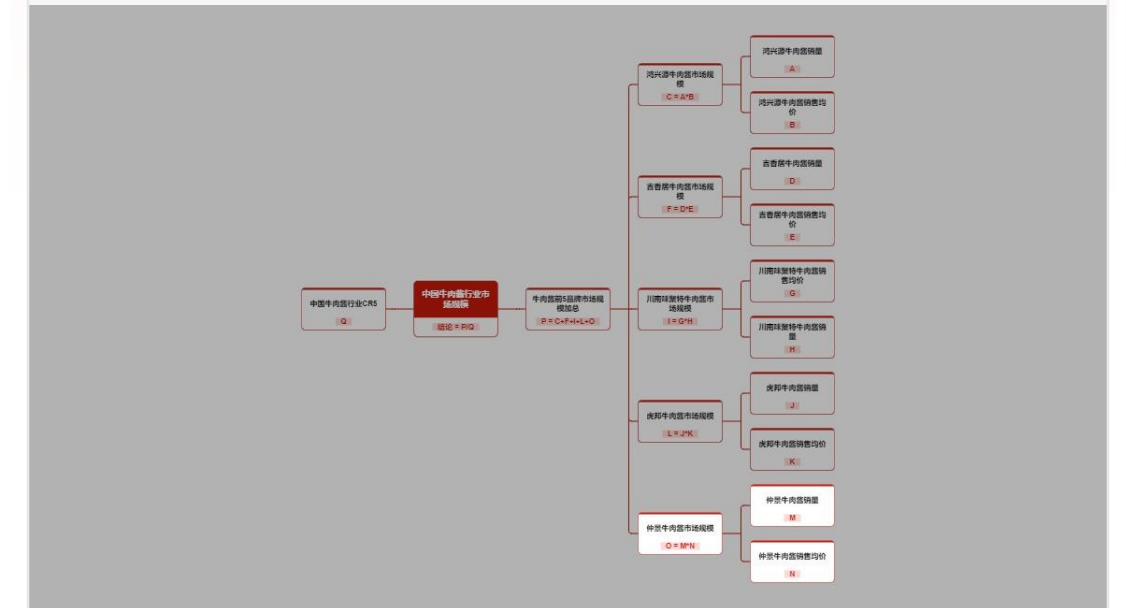 中国牛肉酱行业CR5
Q
中国牛肉酱行业市
场规模
结论 = P/Q
牛肉酱前5品牌市场规
模加总
P = C+F+I+L+O
鸿兴源牛肉酱市场规
模
C = A*B
鸿兴源牛肉酱销量
A
鸿兴源牛肉酱销售均
价
B
吉香居牛肉酱市场规
模
F = D*E
吉香居牛肉酱销量
D
吉香居牛肉酱销售均
价
E
川南味聚特牛肉酱市
场规模
I = G*H
川南味聚特牛肉酱销
售均价
G
川南味聚特牛肉酱销
量
H
虎邦牛肉酱市场规模
L = J*K
虎邦牛肉酱销量
J
虎邦牛肉酱销售均价
K
仲景牛肉酱市场规模
O = M*N
仲景牛肉酱销量
M
仲景牛肉酱销售均价
N